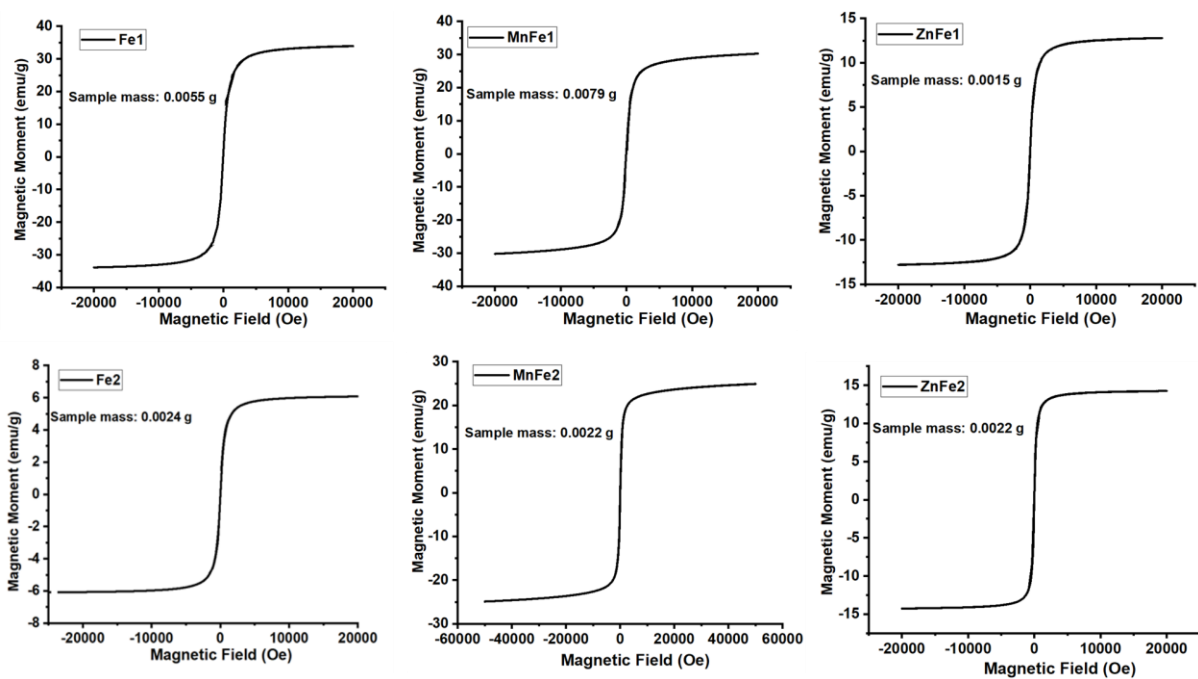 Fe1
Sample mass: 0.0055 g
Magnetic Moment (emu/g)
40
30
20
10
0
-10
-20
-30
-40
-20000 -10000 0 10000 20000
Magnetic Field (Oe)
MnFe1
Sample mass: 0.0079 g
Magnetic Moment (emu/g)
40
30
20
10
0
-10
-20
-30
-40
-20000 -10000 0 10000 20000
Magnetic Field (Oe)
ZnFe1
Sample mass: 0.0015 g
Magnetic Moment (emu/g)
15
10
5
0
-5
-10
-15
-20000 -10000 0 10000 20000
Magnetic Field (Oe)
Fe2
Sample mass: 0.0024 g
Magnetic Moment (emu/g)
8
6
4
2
0
-2
-4
-6
-8
-20000 -10000 0 10000 20000
Magnetic Field (Oe)
MnFe2
Sample mass: 0.0022 g
Magnetic Moment (emu/g)
30
20
10
0
-10
-20
-30
-60000 -40000 -20000 0 20000 40000 60000
Magnetic Field (Oe)
ZnFe2
Sample mass: 0.0022 g
Magnetic Moment (emu/g)
15
10
5
0
-5
-10
-15
-20000 -10000 0 10000 20000
Magnetic Field (Oe)